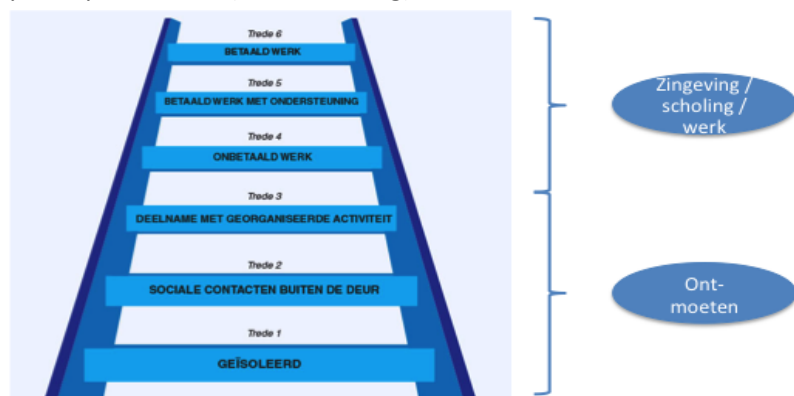 Trede 6
BETAALD WERK
Trede 5
BETAALD WERK MET ONDERSTEUNING
Trede 4
ONBETAALD WERK
Trede 3
DEELNAME MET GEORGANISEERDE ACTIVITEIT
Trede 2
SOCIALE CONTACTEN BUITEN DE DEUR
Trede 1
GEÏSOLEERD
Zingeving /
scholing /
werk
Ont-
moeten